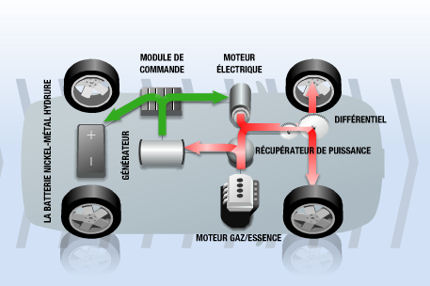 MODULE DE
COMMANDE
MOTEUR
ÉLECTRIQUE
LA BATTERIE NICKEL-MÉTAL HYDRURE
GÉNÉRATEUR
DIFFÉRENTIEL
RÉCUPÉRATEUR DE PUISSANCE
MOTEUR GAZ/ESSENCE